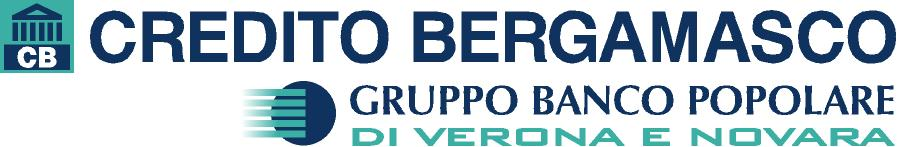 CB CREDITO BERGAMASCO
GRUPPO BANCO POPOLARE
DI VERONA E NOVARA